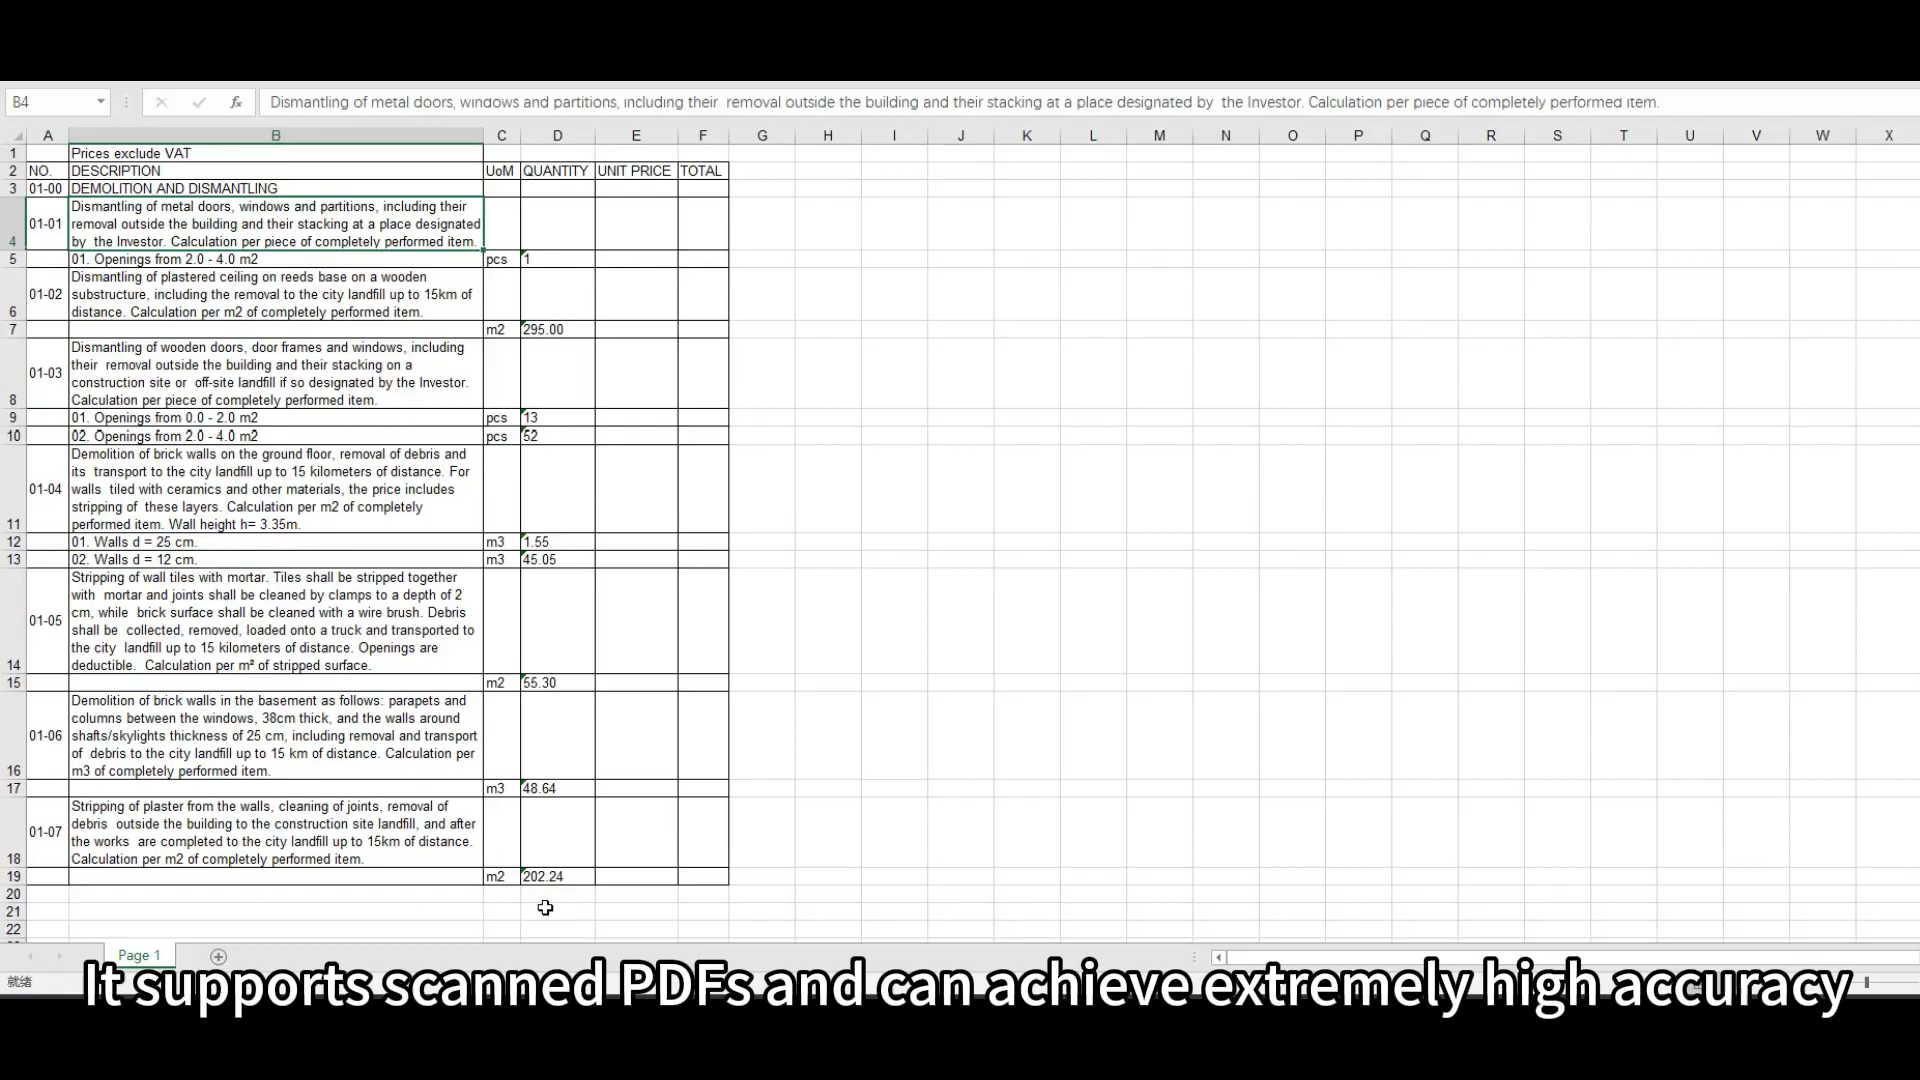 B4
fx
Dismantling of metal doors, windows and partitions, including their  removal outside the building and their stacking at a place designated by  the Investor. Calculation per piece of completely performed item.
A B C D E F G H I J K L M N O P Q R S T U V W X
1 Prices exclude VAT
2 NO. DESCRIPTION UoM QUANTITY UNIT PRICE TOTAL
3 01-00 DEMOLITION AND DISMANTLING
Dismantling of metal doors, windows and partitions, including their
01-01 removal outside the building and their stacking at a place designated
4 by  the Investor. Calculation per piece of completely performed item.
5 01. Openings from 2.0 - 4.0 m2 pcs 1
Dismantling of plastered ceiling on reeds base on a wooden
01-02 substructure, including the removal to the city landfill up to 15km of
6 distance. Calculation per m2 of completely performed item.
7 m2 295.00
Dismantling of wooden doors, door frames and windows, including
their  removal outside the building and their stacking on a
01-03 construction site or  off-site landfill if so designated by the Investor.
8 Calculation per piece of completely performed item.
9 01. Openings from 0.0 - 2.0 m2 pcs 13
10 02. Openings from 2.0 - 4.0 m2 pcs 52
Demolition of brick walls on the ground floor, removal of debris and
its  transport to the city landfill up to 15 kilometers of distance. For
01-04 walls  tiled with ceramics and other materials, the price includes
stripping of  these layers. Calculation per m2 of completely
11 performed item. Wall height h= 3.35m.
12 01. Walls d = 25 cm. m3 1.55
13 02. Walls d = 12 cm. m3 45.05
Stripping of wall tiles with mortar. Tiles shall be stripped together
with  mortar and joints shall be cleaned by clamps to a depth of 2
cm, while  brick surface shall be cleaned with a wire brush. Debris
01-05 shall be  collected, removed, loaded onto a truck and transported to
the city  landfill up to 15 kilometers of distance. Openings are
14 deductible.  Calculation per m² of stripped surface.
15 m2 55.30
Demolition of brick walls in the basement as follows: parapets and
columns between the windows, 38cm thick, and the walls around
01-06 shafts/skylights thickness of 25 cm, including removal and transport
of  debris to the city landfill up to 15 km of distance. Calculation per
16 m3 of completely performed item.
17 m3 48.64
Stripping of plaster from the walls, cleaning of joints, removal of
debris  outside the building to the construction site landfill, and after
01-07 the works  are completed to the city landfill up to 15km of distance.
18 Calculation per m2 of completely performed item.
19 m2 202.24
20
21
22
Page 1
就绪
It supports scanned PDFs and can achieve extremely high accuracy